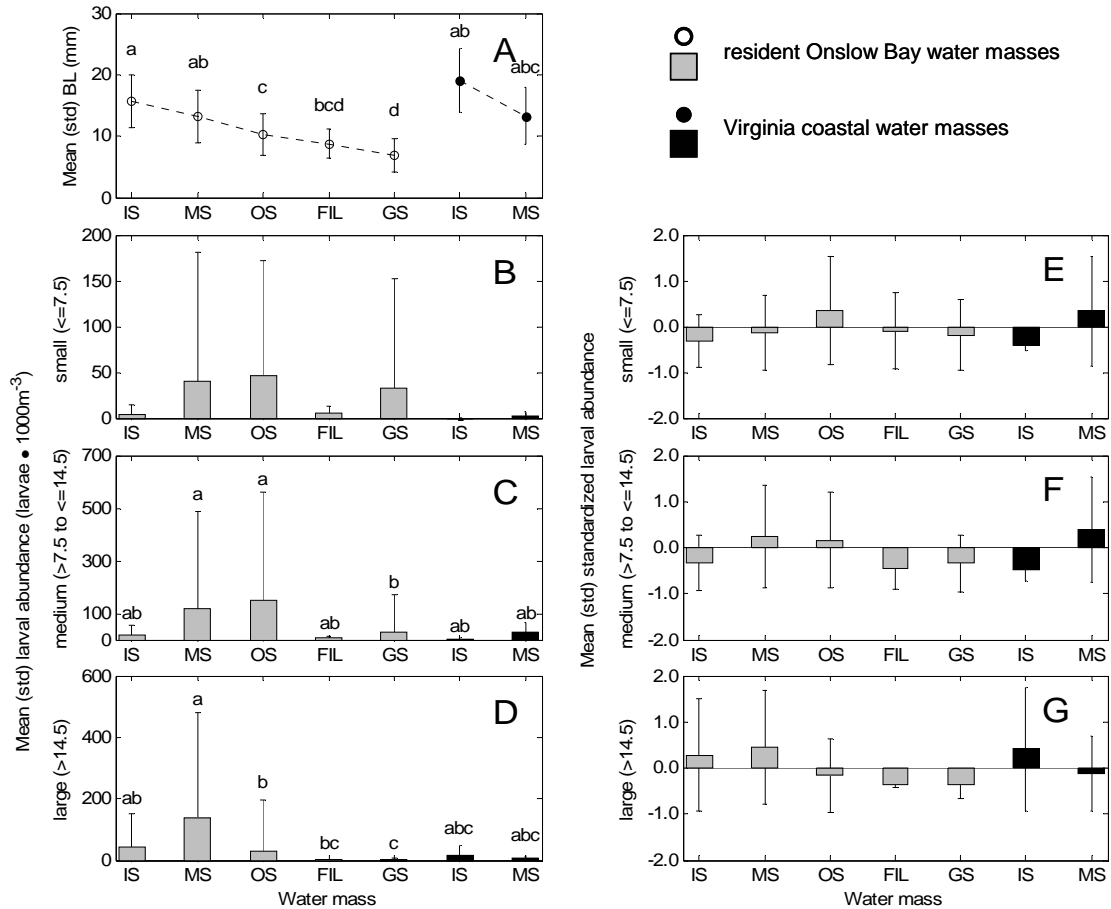 30
20
10
0
Mean (std) BL (mm)
a
ab
c
bcd
d
ab
abc
A
IS MS OS FIL GS IS MS
resident Onslow Bay water masses
Virginia coastal water masses
Mean (std) larval abundance (larvae • 1000m⁻³)
200
150
100
50
0
small (<=7.5)
B
IS MS OS FIL GS IS MS
700
500
300
100
0
medium (>7.5 to <=14.5)
ab
a
a
ab
b
ab
ab
C
IS MS OS FIL GS IS MS
600
400
200
0
large (>14.5)
ab
a
b
bc
c
abc
abc
D
IS MS OS FIL GS IS MS
Water mass
Mean (std) standardized larval abundance
2.0
1.0
0.0
-1.0
-2.0
small (<=7.5)
E
IS MS OS FIL GS IS MS
2.0
1.0
0.0
-1.0
-2.0
medium (>7.5 to <=14.5)
F
IS MS OS FIL GS IS MS
2.0
1.0
0.0
-1.0
-2.0
large (>14.5)
G
IS MS OS FIL GS IS MS
Water mass